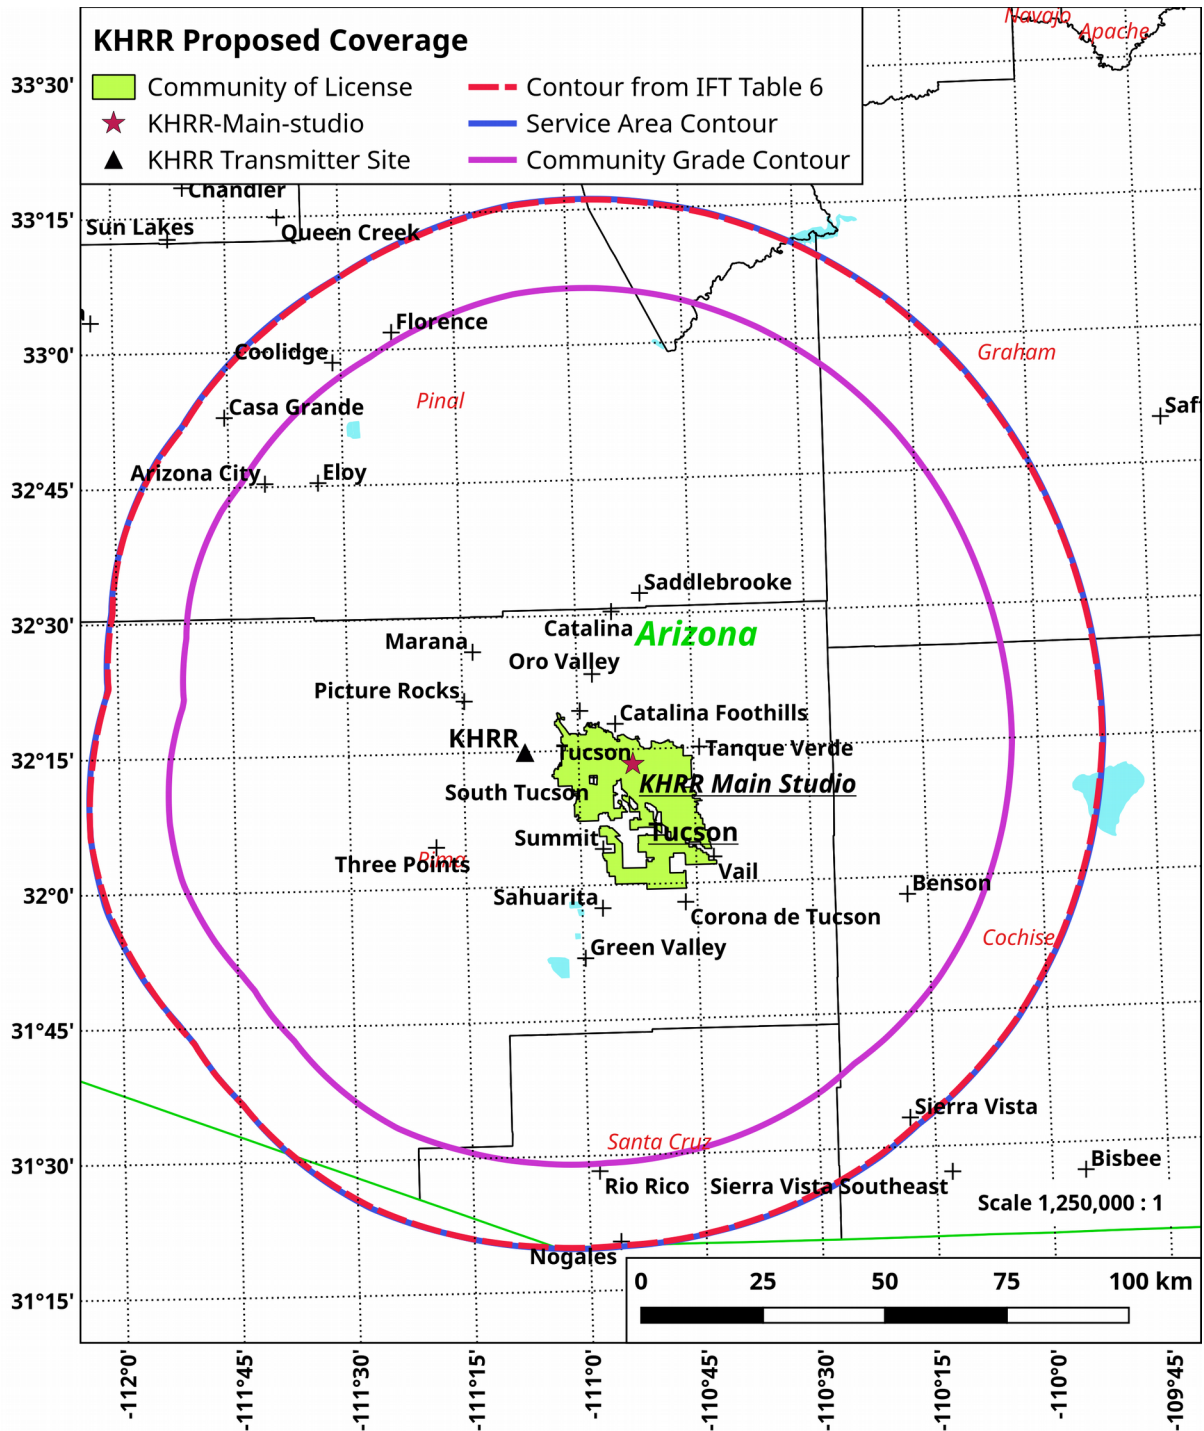 KHRR Proposed Coverage
Community of License
KHRR-Main-studio
KHRR Transmitter Site
Contour from IFT Table 6
Service Area Contour
Community Grade Contour
Navajo
Apache
33°30'
33°15'
33°0'
32°45'
32°30'
32°15'
32°0'
31°45'
31°30'
31°15'
Chandler
Sun Lakes
Queen Creek
Florence
Coolidge
Graham
Pinal
Casa Grande
Saf
Arizona City
Eloy
Saddlebrooke
Catalina
Arizona
Marana
Oro Valley
Picture Rocks
Catalina Foothills
KHRR
Tucson
Tanque Verde
KHRR Main Studio
South Tucson
Summit
Tucson
Three Points
Pima
Vail
Benson
Sahuarita
Corona de Tucson
Cochise
Green Valley
Sierra Vista
Santa Cruz
Bisbee
Rio Rico
Sierra Vista Southeast
Scale 1,250,000 : 1
Nogales
0 25 50 75 100 km
-112°0'
-111°45'
-111°30'
-111°15'
-111°0'
-110°45'
-110°30'
-110°15'
-110°0'
-109°45'